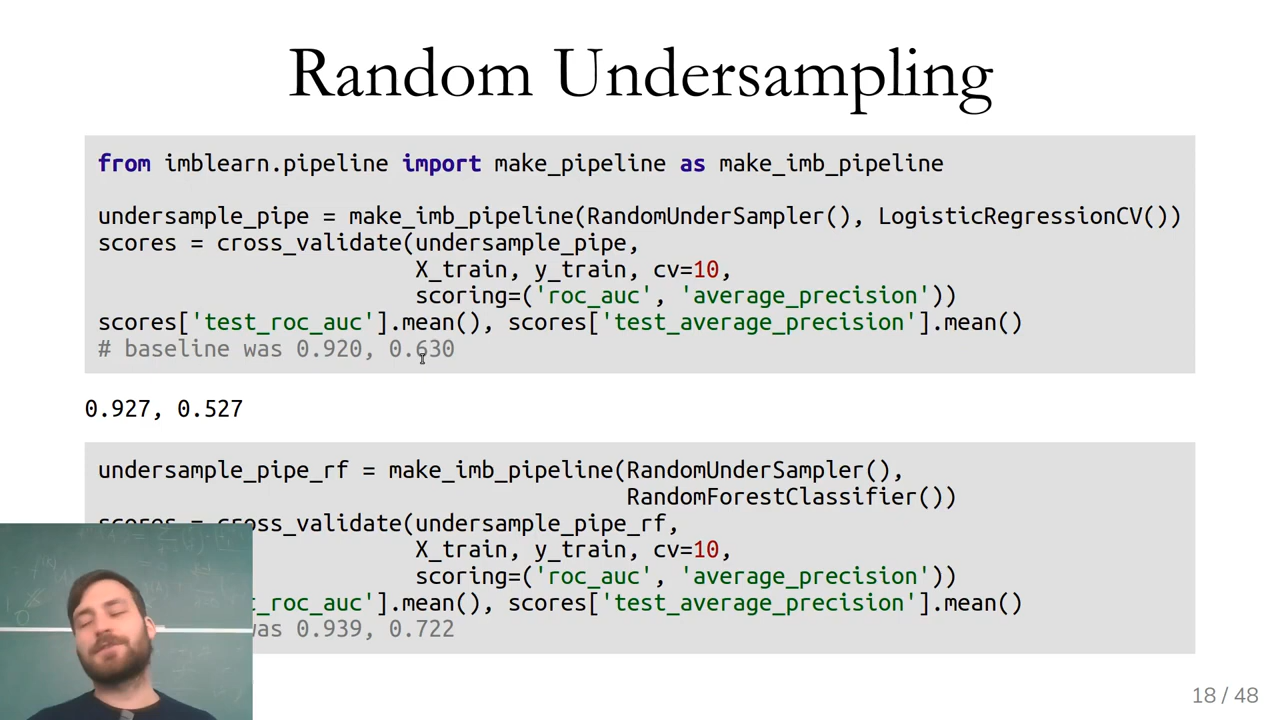 Random Undersampling
from imblearn.pipeline import make_pipeline as make_imb_pipeline
undersample_pipe = make_imb_pipeline(RandomUnderSampler(), LogisticRegressionCV())
scores = cross_validate(undersample_pipe,
X_train, y_train, cv=10,
scoring=('roc_auc', 'average_precision'))
scores['test_roc_auc'].mean(), scores['test_average_precision'].mean()
# baseline was 0.920, 0.630
0.927, 0.527
undersample_pipe_rf = make_imb_pipeline(RandomUnderSampler(),
RandomForestClassifier())
scores = cross_validate(undersample_pipe_rf,
X_train, y_train, cv=10,
scoring=('roc_auc', 'average_precision'))
t_roc_auc'].mean(), scores['test_average_precision'].mean()
was 0.939, 0.722
18 / 48